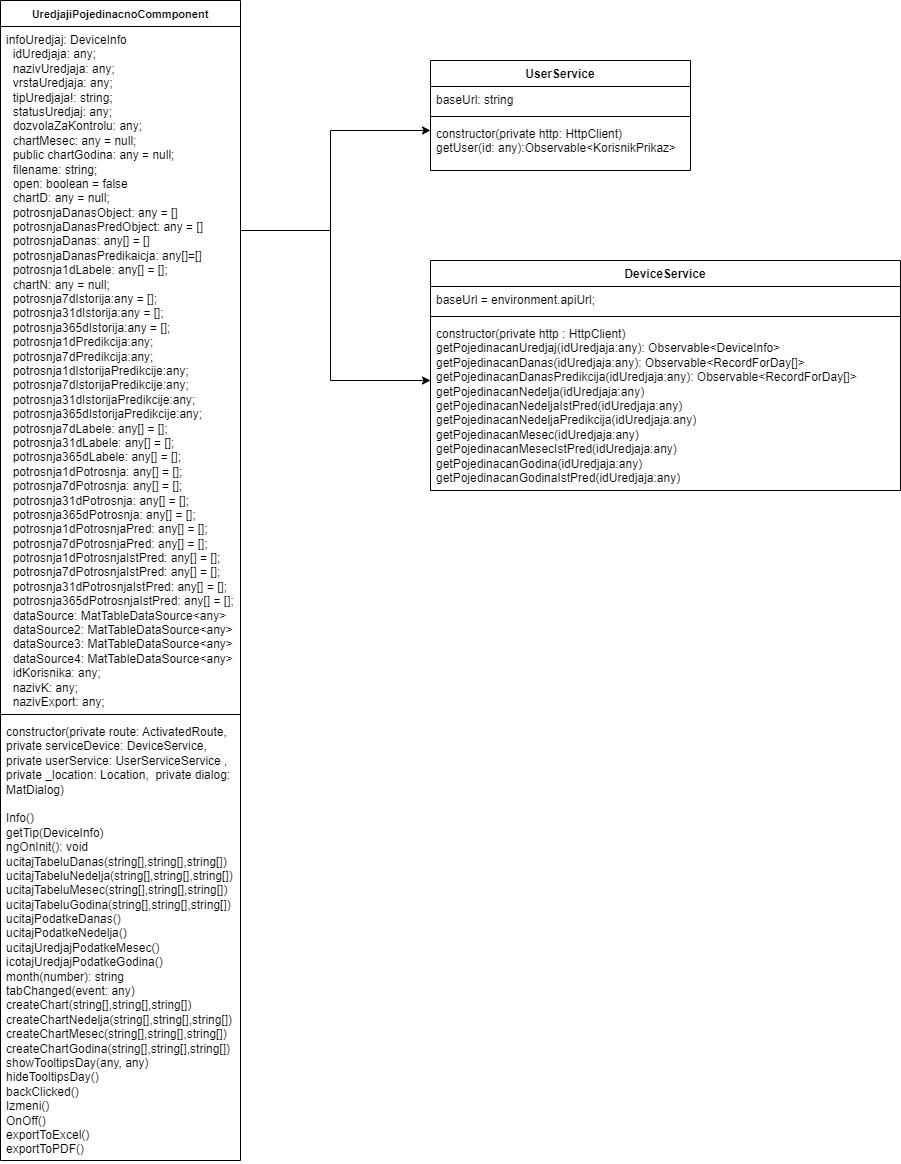 UredjajiPojedinacnoCommponent
infoUredjaj: DeviceInfo
idUredjaja: any;
nazivUredjaja: any;
vrstaUredjaja: any;
tipUredjaja!: string;
statusUredjaj: any;
dozvolaZaKontrolu: any;
chartMesec: any = null;
public chartGodina: any = null;
filename: string;
open: boolean = false
chartD: any = null;
potrosnjaDanasObject: any = []
potrosnjaDanasPredObject: any = []
potrosnjaDanas: any[] = []
potrosnjaDanasPredikaicja: any[]=[]
potrosnja1dLabele: any[] = [];
chartN: any = null;
potrosnja7dIstorija:any = [];
potrosnja31dIstorija:any = [];
potrosnja365dIstorija:any = [];
potrosnja1dPredikcija:any;
potrosnja7dPredikcija:any;
potrosnja1dIstorijaPredikcije:any;
potrosnja7dIstorijaPredikcije:any;
potrosnja31dIstorijaPredikcije:any;
potrosnja365dIstorijaPredikcije:any;
potrosnja7dLabele: any[] = [];
potrosnja31dLabele: any[] = [];
potrosnja365dLabele: any[] = [];
potrosnja1dPotrosnja: any[] = [];
potrosnja7dPotrosnja: any[] = [];
potrosnja31dPotrosnja: any[] = [];
potrosnja365dPotrosnja: any[] = [];
potrosnja1dPotrosnjaPred: any[] = [];
potrosnja7dPotrosnjaPred: any[] = [];
potrosnja1dPotrosnjaIstPred: any[] = [];
potrosnja7dPotrosnjaIstPred: any[] = [];
potrosnja31dPotrosnjaIstPred: any[] = [];
potrosnja365dPotrosnjaIstPred: any[] = [];
dataSource: MatTableDataSource<any>
dataSource2: MatTableDataSource<any>
dataSource3: MatTableDataSource<any>
dataSource4: MatTableDataSource<any>
idKorisnika: any;
nazivK: any;
nazivExport: any;
constructor(private route: ActivatedRoute,
private serviceDevice: DeviceService,
private userService: UserServiceService ,
private _location: Location,  private dialog:
MatDialog)
Info()
getTip(DeviceInfo)
ngOnInit(): void
ucitajTabeluDanas(string[],string[],string[])
ucitajTabeluNedelja(string[],string[],string[])
ucitajTabeluMesec(string[],string[],string[])
ucitajTabeluGodina(string[],string[],string[])
ucitajPodatkeDanas()
ucitajPodatkeNedelja()
ucitajUredjajPodatkeMesec()
icotajUredjajPodatkeGodina()
month(number): string
tabChanged(event: any)
createChart(string[],string[],string[])
createChartNedelja(string[],string[],string[])
createChartMesec(string[],string[],string[])
createChartGodina(string[],string[],string[])
showTooltipsDay(any, any)
hideTooltipsDay()
backClicked()
Izmeni()
OnOff()
exportToExcel()
exportToPDF()
UserService
baseUrl: string
constructor(private http: HttpClient)
getUser(id: any):Observable<KorisnikPrikaz>
DeviceService
baseUrl = environment.apiUrl;
constructor(private http : HttpClient)
getPojedinacanUredjaj(idUredjaja:any): Observable<DeviceInfo>
getPojedinacanDanas(idUredjaja:any): Observable<RecordForDay[]>
getPojedinacanDanasPredikcija(idUredjaja:any): Observable<RecordForDay[]>
getPojedinacanNedelja(idUredjaja:any)
getPojedinacanNedeljaIstPred(idUredjaja:any)
getPojedinacanNedeljaPredikcija(idUredjaja:any)
getPojedinacanMesec(idUredjaja:any)
getPojedinacanMesecIstPred(idUredjaja:any)
getPojedinacanGodina(idUredjaja:any)
getPojedinacanGodinaIstPred(idUredjaja:any)